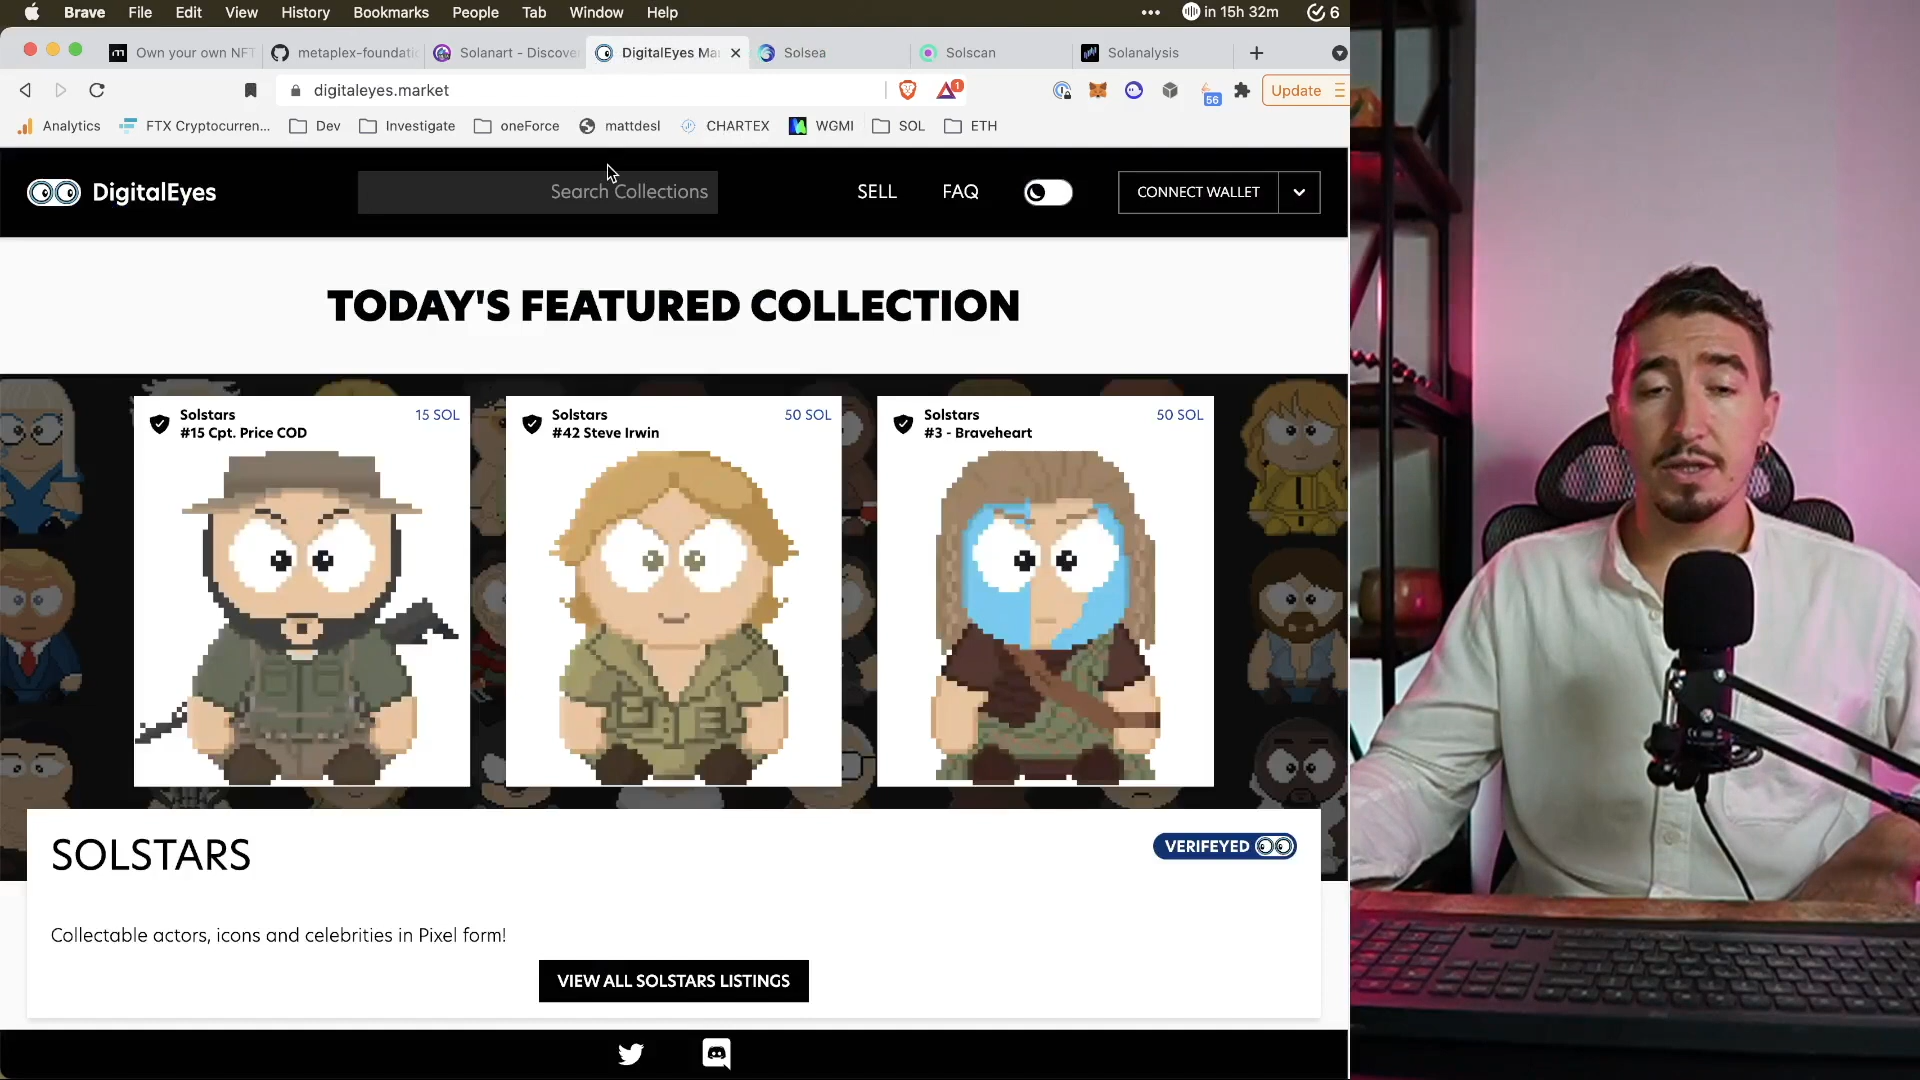 Brave File Edit View History Bookmarks People Tab Window Help ••• in 15h 32m 6
Own your own NFT metaplex-foundatio Solanart - Discover DigitalEyes Ma Solsea Solscan Solanalysis
digitaleyes.market 1 56 Update
Analytics FTX Cryptocurren... Dev Investigate oneForce mattdesl CHARTEX WGMI SOL ETH
DigitalEyes Search Collections SELL FAQ CONNECT WALLET
TODAY'S FEATURED COLLECTION
Solstars 15 SOL
#15 Cpt. Price COD
Solstars 50 SOL
#42 Steve Irwin
Solstars 50 SOL
#3 - Braveheart
SOLSTARS
VERIFEYED
Collectable actors, icons and celebrities in Pixel form!
VIEW ALL SOLSTARS LISTINGS